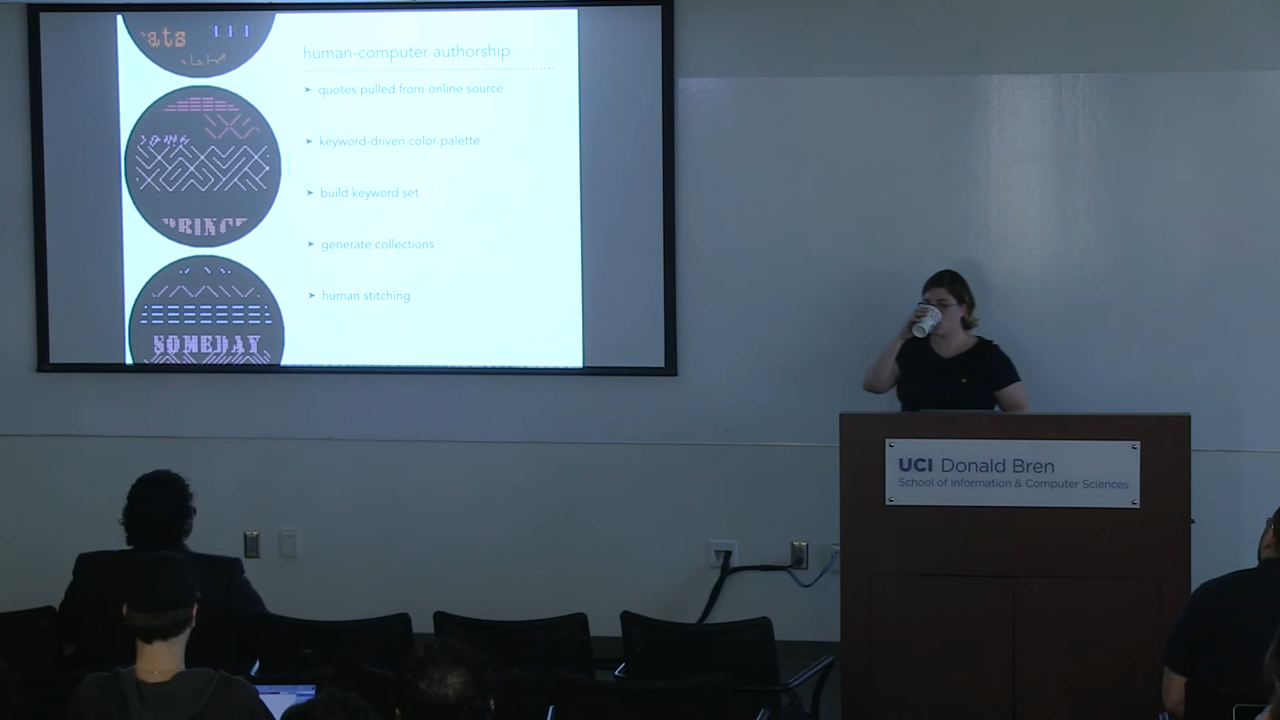 human-computer authorship
➤ quotes pulled from online source
➤ keyword-driven color palette
➤ build keyword set
➤ generate collections
➤ human stitching
ats
PRINCE
SOMEDAY
UCI Donald Bren
School of Information & Computer Sciences